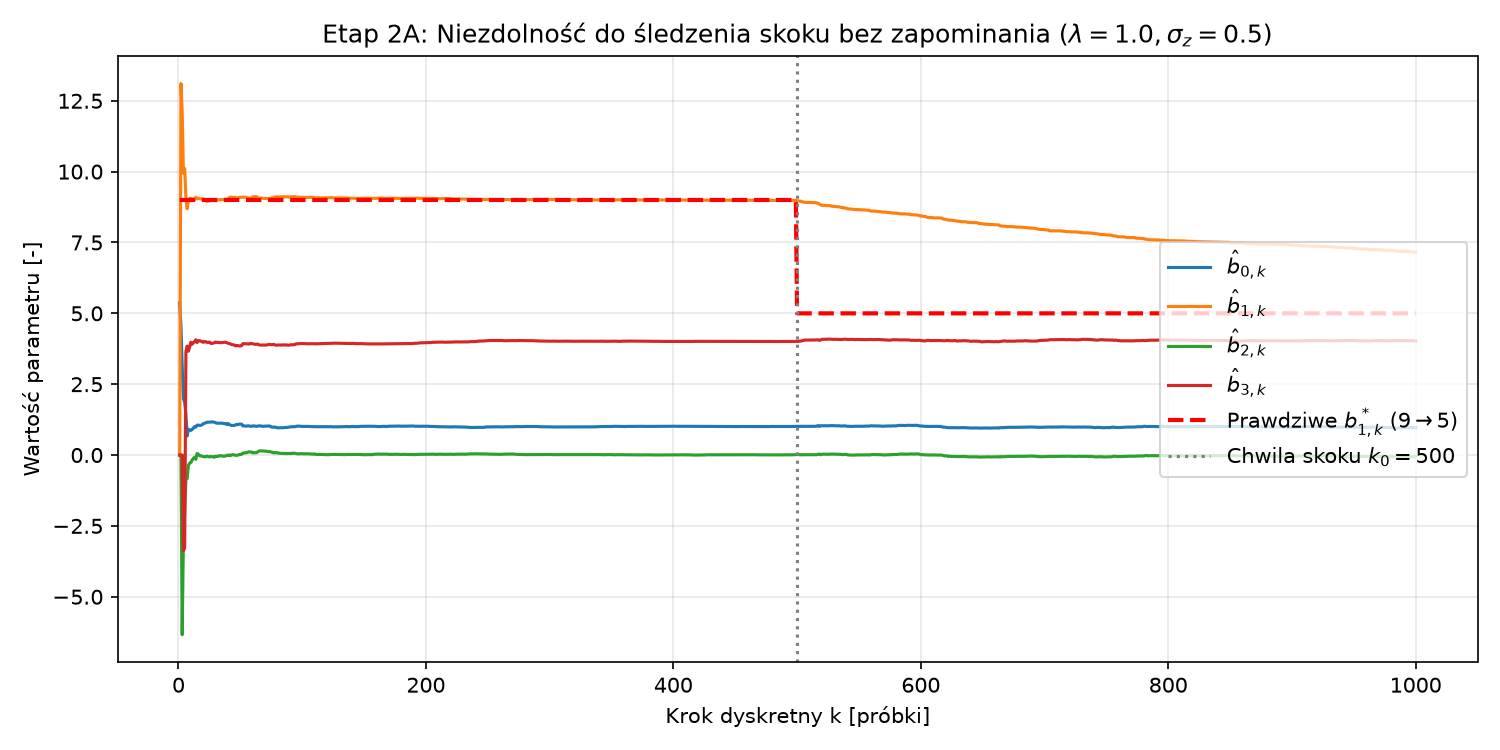 Etap 2A: Niezdolność do śledzenia skoku bez zapominania (λ = 1.0, σ_z = 0.5)
Wartość parametru [-]
12.5
10.0
7.5
5.0
2.5
0.0
−2.5
−5.0
b̂_{0,k}
b̂_{1,k}
b̂_{2,k}
b̂_{3,k}
Prawdziwe b^*_{1,k} (9→5)
Chwila skoku k_0 = 500
0 200 400 600 800 1000
Krok dyskretny k [próbki]